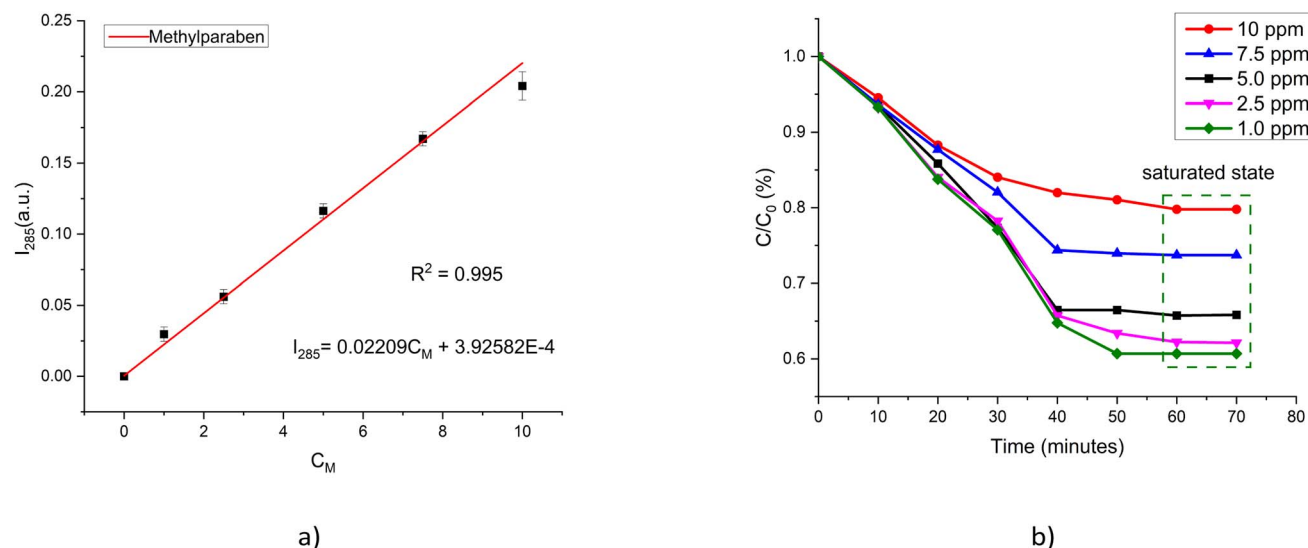 0.25
0.20
0.15
0.10
0.05
0.00
I₂₈₅(a.u.)
Methylparaben
R² = 0.995
I₂₈₅= 0.02209Cₘ + 3.92582E-4
0 2 4 6 8 10
Cₘ
a)
1.0
0.9
0.8
0.7
0.6
C/C₀ (%)
10 ppm
7.5 ppm
5.0 ppm
2.5 ppm
1.0 ppm
saturated state
0 10 20 30 40 50 60 70 80
Time (minutes)
b)